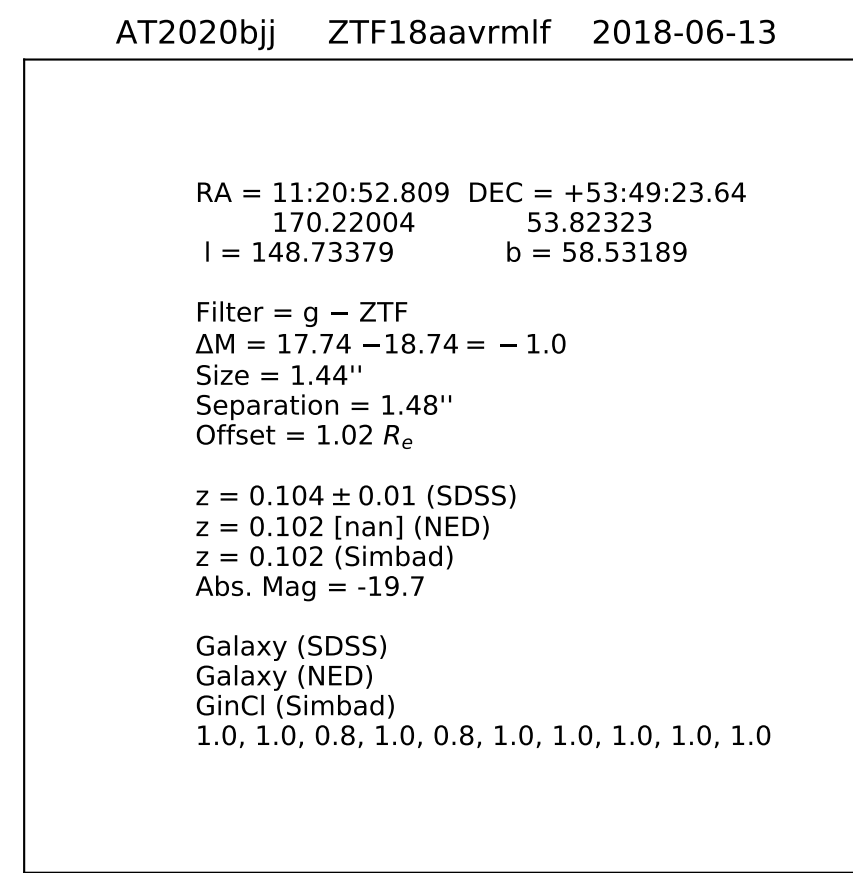 AT2020bjj ZTF18aavrmlf 2018-06-13
RA = 11:20:52.809 DEC = +53:49:23.64
170.22004 53.82323
l = 148.73379 b = 58.53189
Filter = g − ZTF
ΔM = 17.74 −18.74 = − 1.0
Size = 1.44''
Separation = 1.48''
Offset = 1.02 Re
z = 0.104 ± 0.01 (SDSS)
z = 0.102 [nan] (NED)
z = 0.102 (Simbad)
Abs. Mag = -19.7
Galaxy (SDSS)
Galaxy (NED)
GinCl (Simbad)
1.0, 1.0, 0.8, 1.0, 0.8, 1.0, 1.0, 1.0, 1.0, 1.0